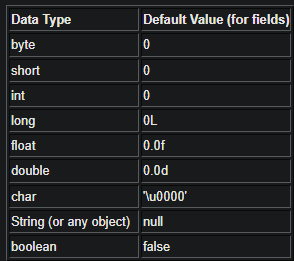 Data Type Default Value (for fields)
byte 0
short 0
int 0
long 0L
float 0.0f
double 0.0d
char '\u0000'
String (or any object) null
boolean false